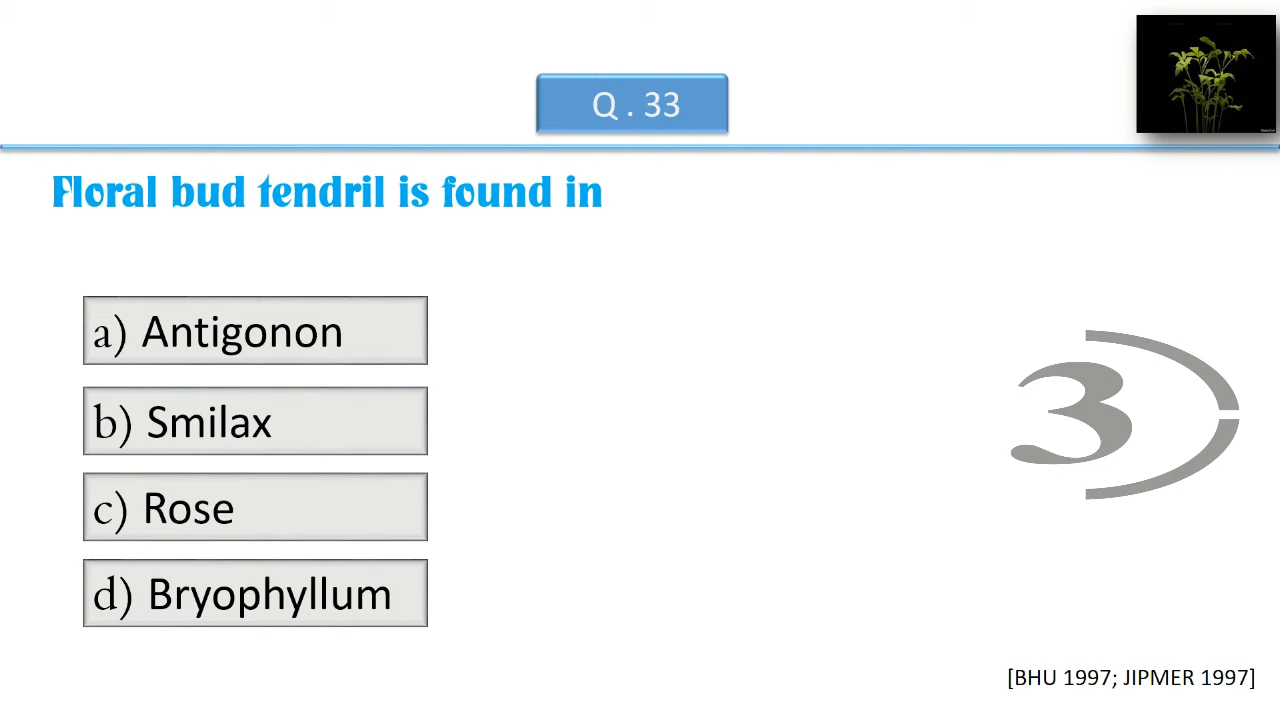 Q . 33
Floral bud tendril is found in
a) Antigonon
b) Smilax
c) Rose
d) Bryophyllum
3
[BHU 1997; JIPMER 1997]